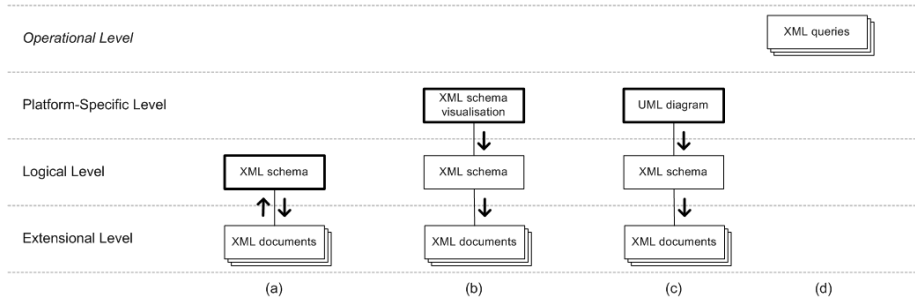 Operational Level
XML queries
Platform-Specific Level
XML schema
visualisation
UML diagram
Logical Level
XML schema
XML schema
XML schema
Extensional Level
XML documents
XML documents
XML documents
(a)
(b)
(c)
(d)